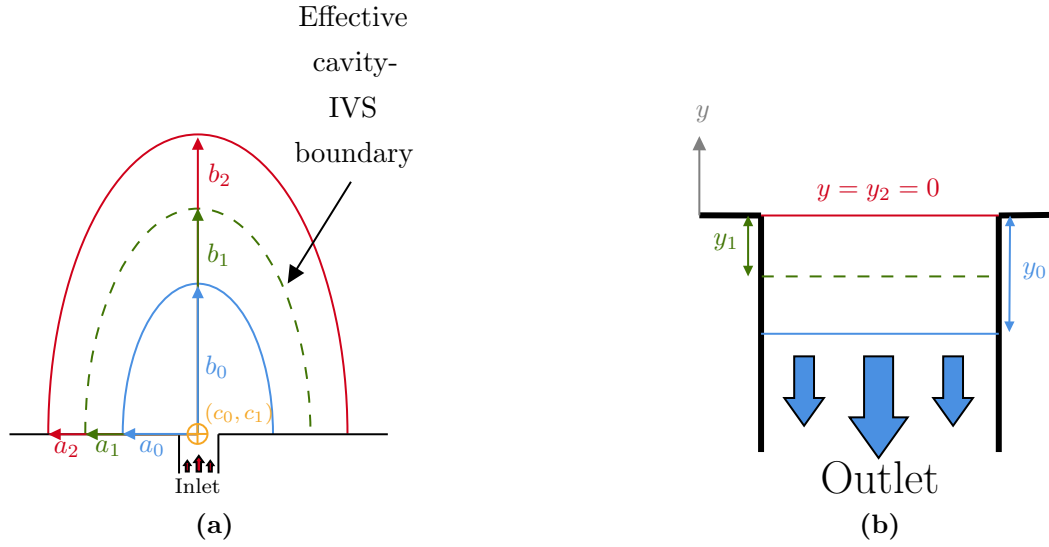 Effective
cavity-
IVS
boundary
b₂
b₁
b₀
(c₀, c₁)
a₂
a₁
a₀
Inlet
(a)
y
y = y₂ = 0
y₁
y₀
Outlet
(b)